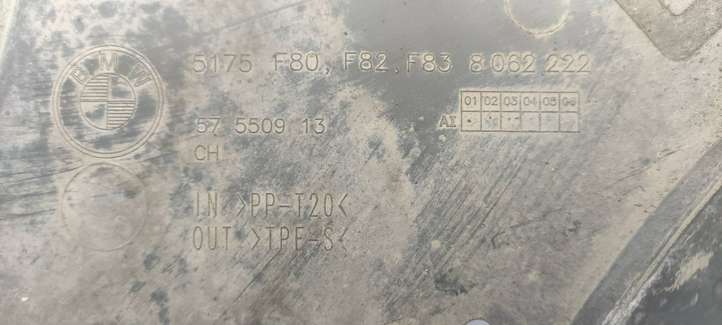 BMW
5175 F80, F82, F83 8 062 222
01 02 03 04 05 06
AI
67 5509 13
CH
IN >PP-T20<
OUT >TPE-S<